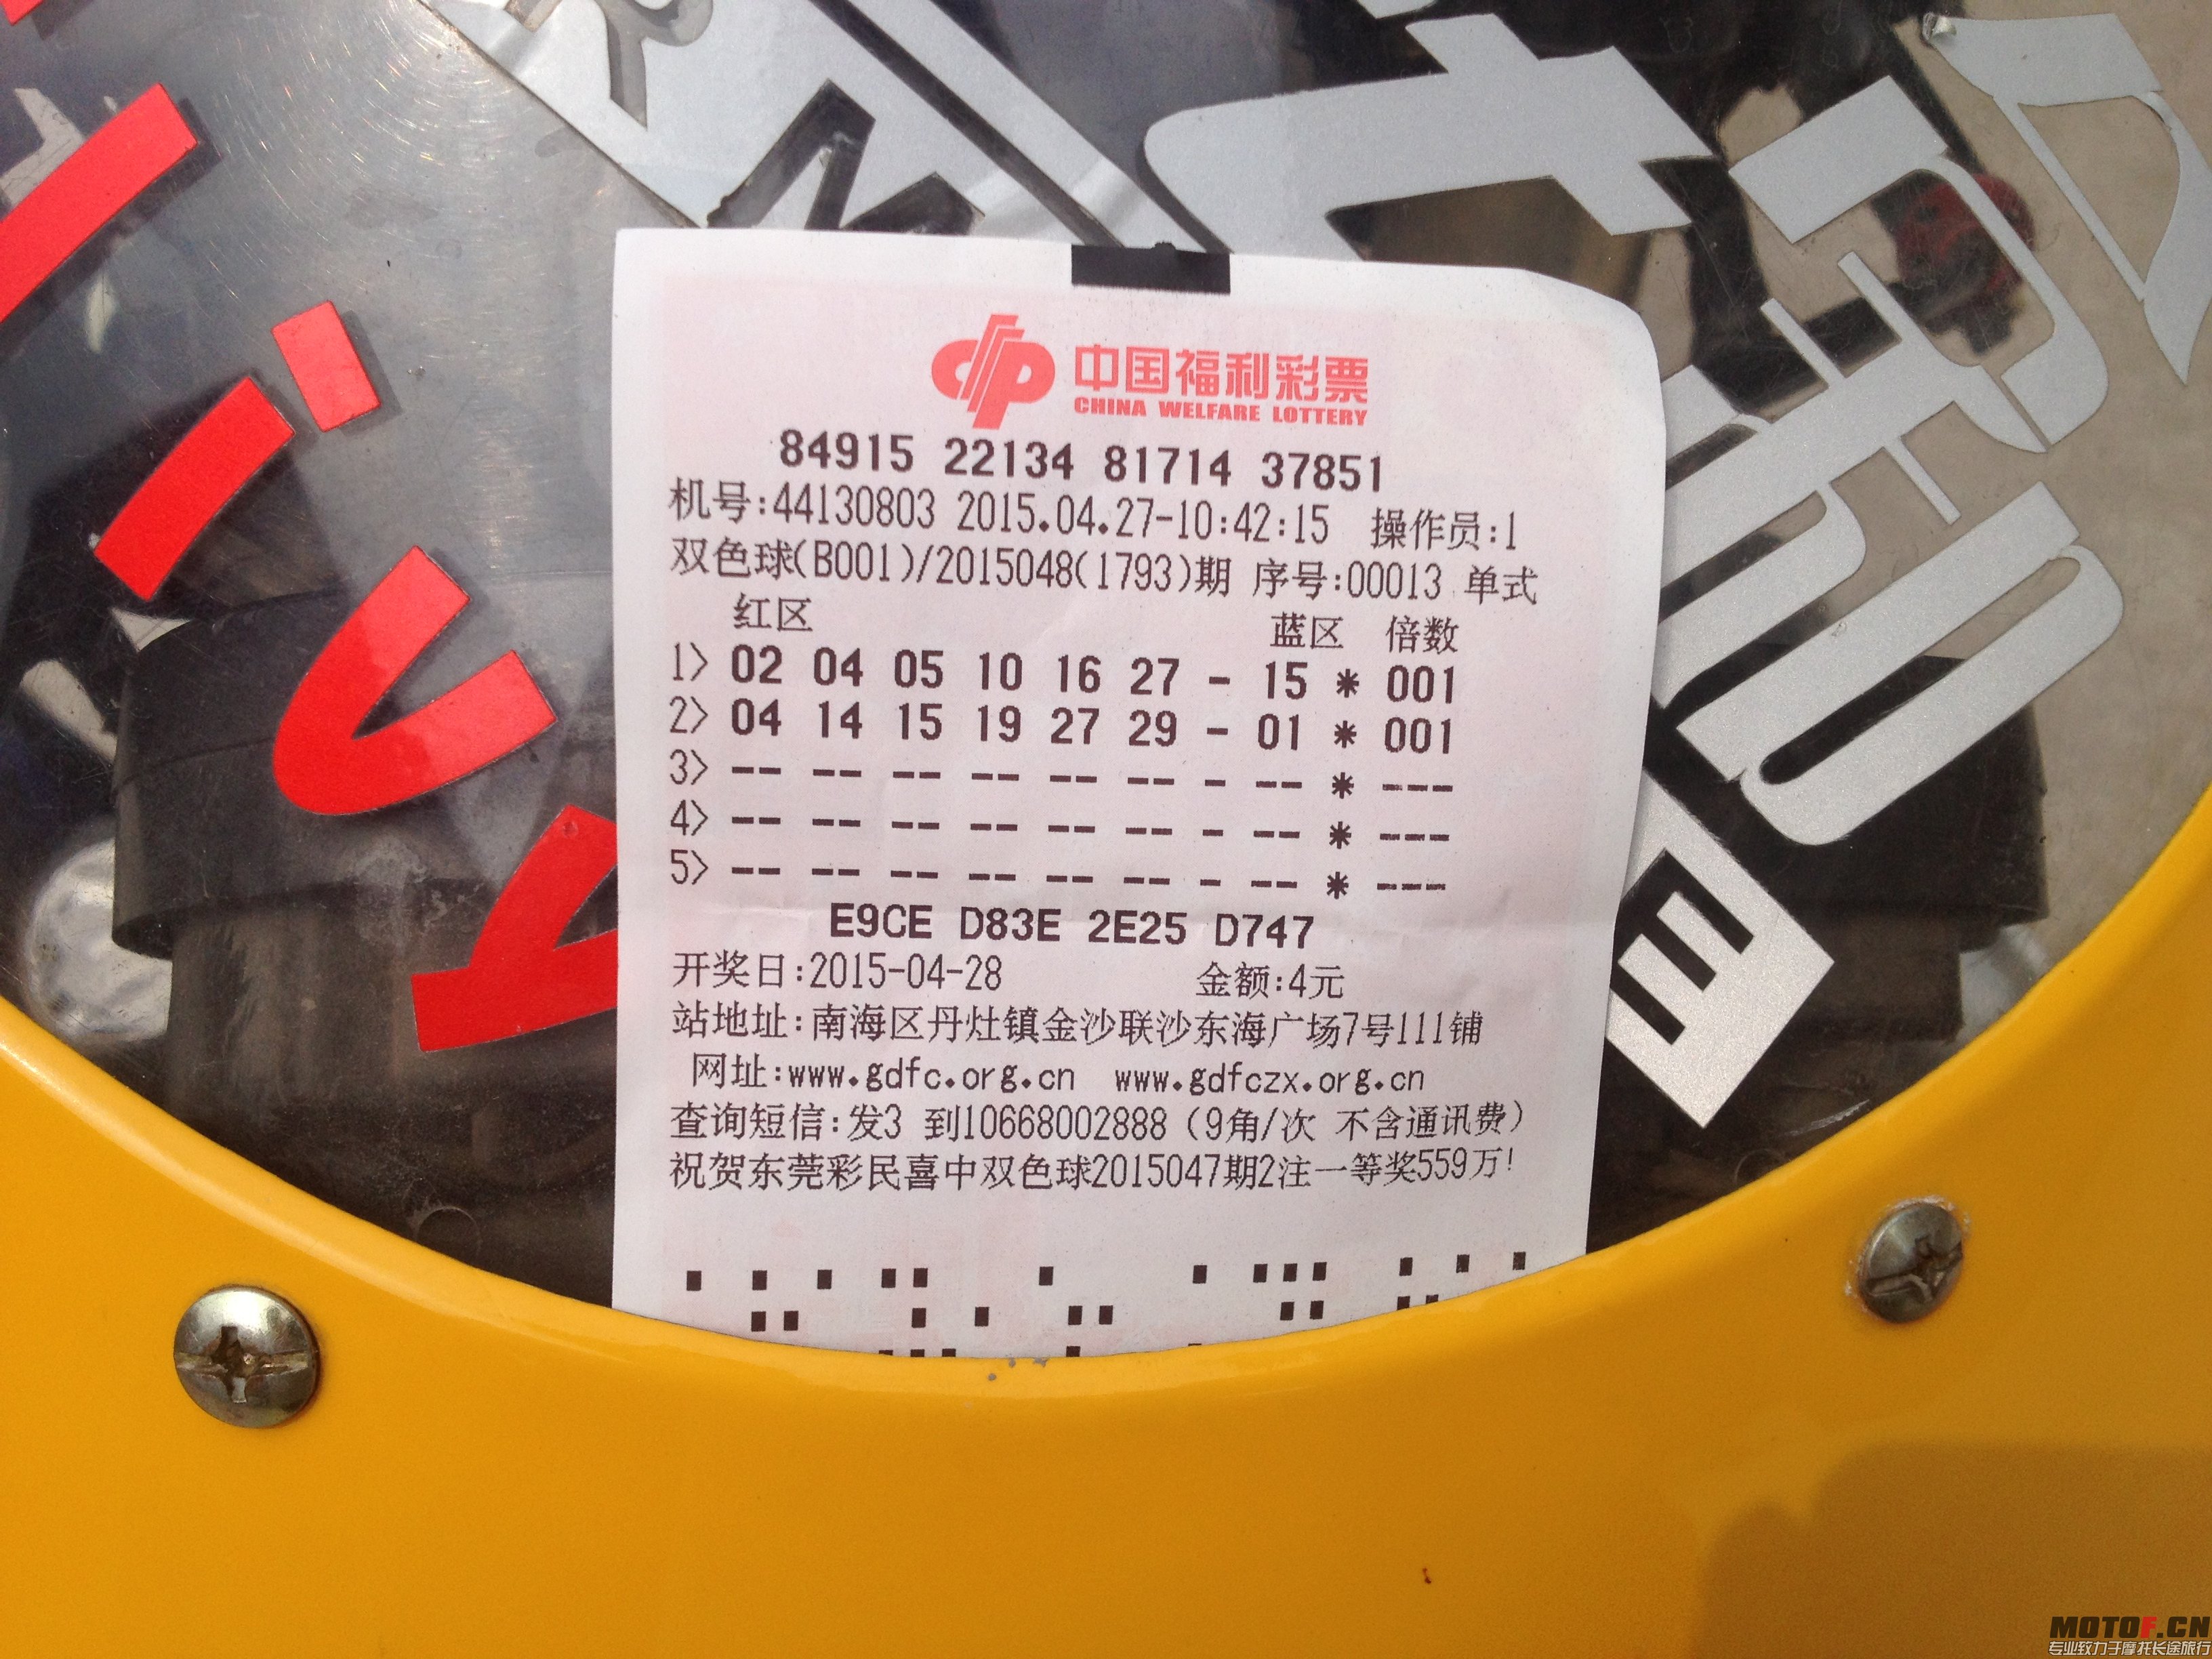 中国福利彩票
CHINA WELFARE LOTTERY
84915 22134 81714 37851
机号:44130803 2015.04.27-10:42:15 操作员:1
双色球(B001)/2015048(1793)期 序号:00013 单式
红区 蓝区 倍数
1> 02 04 05 10 16 27 - 15 * 001
2> 04 14 15 19 27 29 - 01 * 001
3> -- -- -- -- -- -- - -- * ---
4> -- -- -- -- -- -- - -- * ---
5> -- -- -- -- -- -- - -- * ---
E9CE D83E 2E25 D747
开奖日:2015-04-28 金额:4元
站地址:南海区丹灶镇金沙联沙东海广场7号111铺
网址:www.gdfc.org.cn www.gdfczx.org.cn
查询短信:发3 到10668002888 (9角/次 不含通讯费)
祝贺东莞彩民喜中双色球2015047期2注一等奖559万!
MOTOF.CN
专业致力于摩托长途旅行